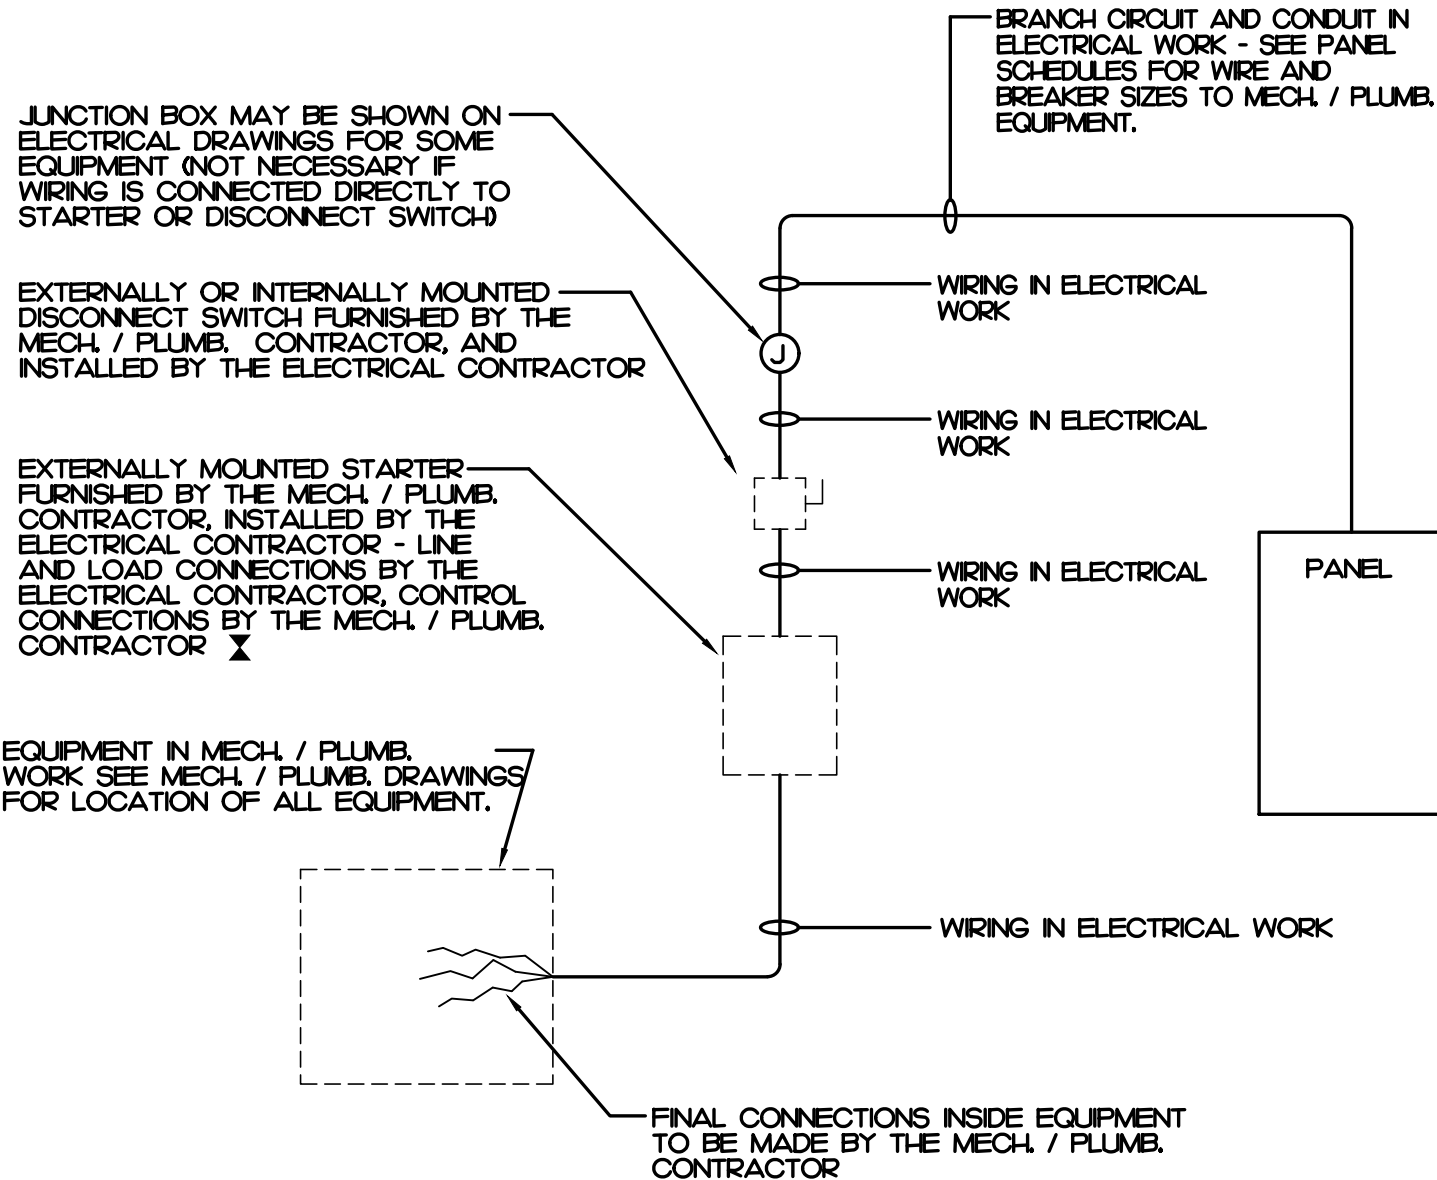 BRANCH CIRCUIT AND CONDUIT IN
ELECTRICAL WORK - SEE PANEL
SCHEDULES FOR WIRE AND
BREAKER SIZES TO MECH. / PLUMB.
EQUIPMENT.
JUNCTION BOX MAY BE SHOWN ON
ELECTRICAL DRAWINGS FOR SOME
EQUIPMENT (NOT NECESSARY IF
WIRING IS CONNECTED DIRECTLY TO
STARTER OR DISCONNECT SWITCH)
WIRING IN ELECTRICAL
WORK
EXTERNALLY OR INTERNALLY MOUNTED
DISCONNECT SWITCH FURNISHED BY THE
MECH. / PLUMB. CONTRACTOR, AND
INSTALLED BY THE ELECTRICAL CONTRACTOR
J
WIRING IN ELECTRICAL
WORK
EXTERNALLY MOUNTED STARTER
FURNISHED BY THE MECH. / PLUMB.
CONTRACTOR, INSTALLED BY THE
ELECTRICAL CONTRACTOR - LINE
AND LOAD CONNECTIONS BY THE
ELECTRICAL CONTRACTOR, CONTROL
CONNECTIONS BY THE MECH. / PLUMB.
CONTRACTOR
WIRING IN ELECTRICAL
WORK
PANEL
EQUIPMENT IN MECH. / PLUMB.
WORK SEE MECH. / PLUMB. DRAWINGS
FOR LOCATION OF ALL EQUIPMENT.
WIRING IN ELECTRICAL WORK
FINAL CONNECTIONS INSIDE EQUIPMENT
TO BE MADE BY THE MECH. / PLUMB.
CONTRACTOR